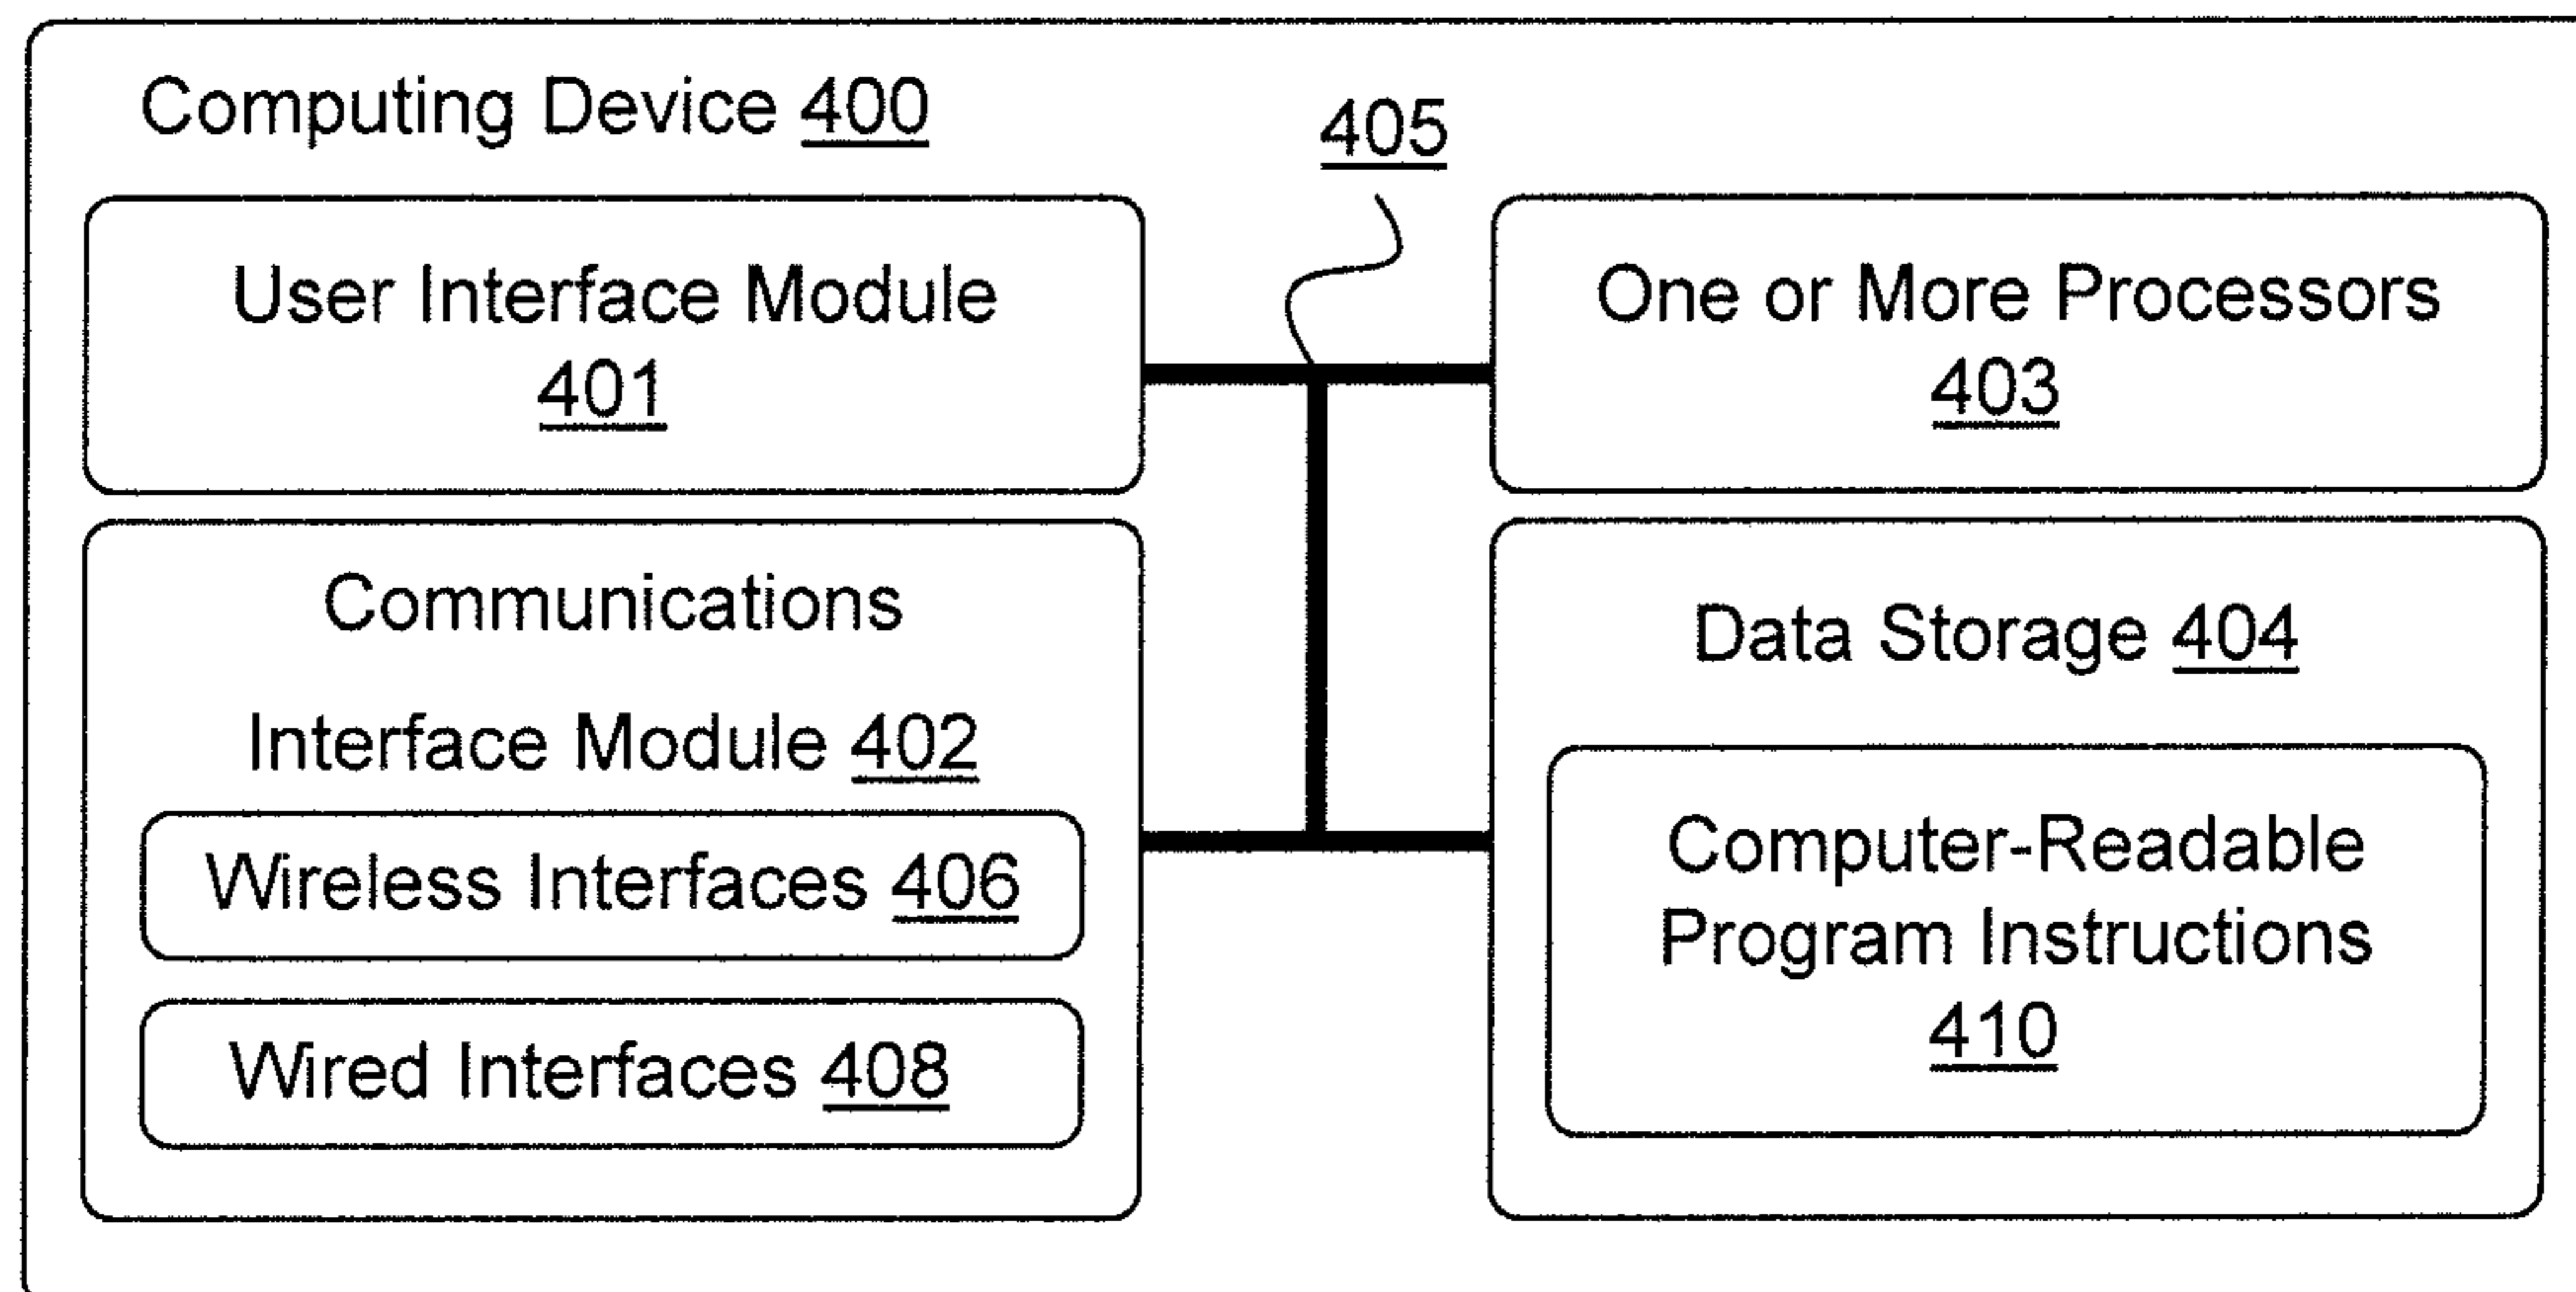 Computing Device 400
405
User Interface Module
401
One or More Processors
403
Communications
Interface Module 402
Wireless Interfaces 406
Wired Interfaces 408
Data Storage 404
Computer-Readable
Program Instructions
410